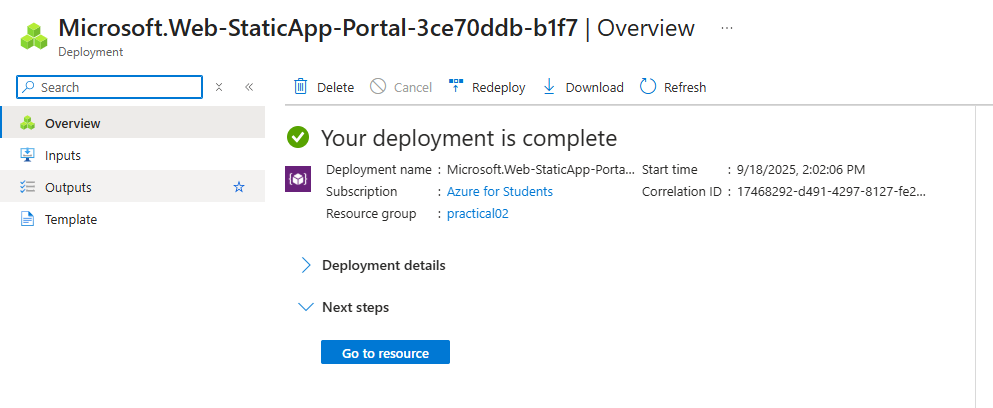 Microsoft.Web-StaticApp-Portal-3ce70ddb-b1f7 | Overview ...
Deployment
Search
Overview
Inputs
Outputs
Template
Delete Cancel Redeploy Download Refresh
Your deployment is complete
Deployment name : Microsoft.Web-StaticApp-Porta... Start time : 9/18/2025, 2:02:06 PM
Subscription : Azure for Students Correlation ID : 17468292-d491-4297-8127-fe2...
Resource group : practical02
Deployment details
Next steps
Go to resource